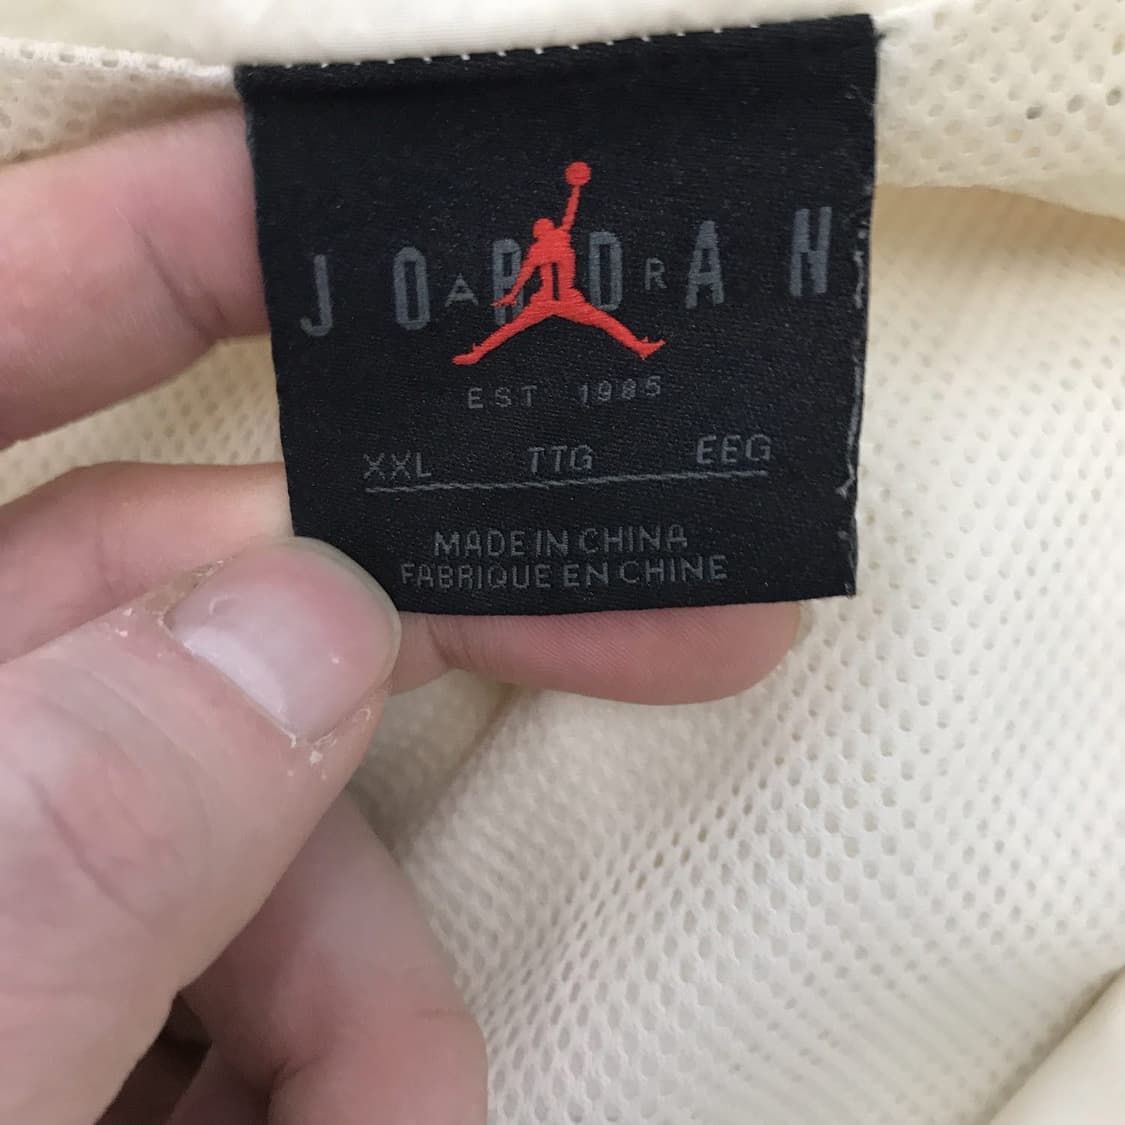 JORDAN
AIR
EST 1985
XXL TTG EEG
MADE IN CHINA
FABRIQUE EN CHINE